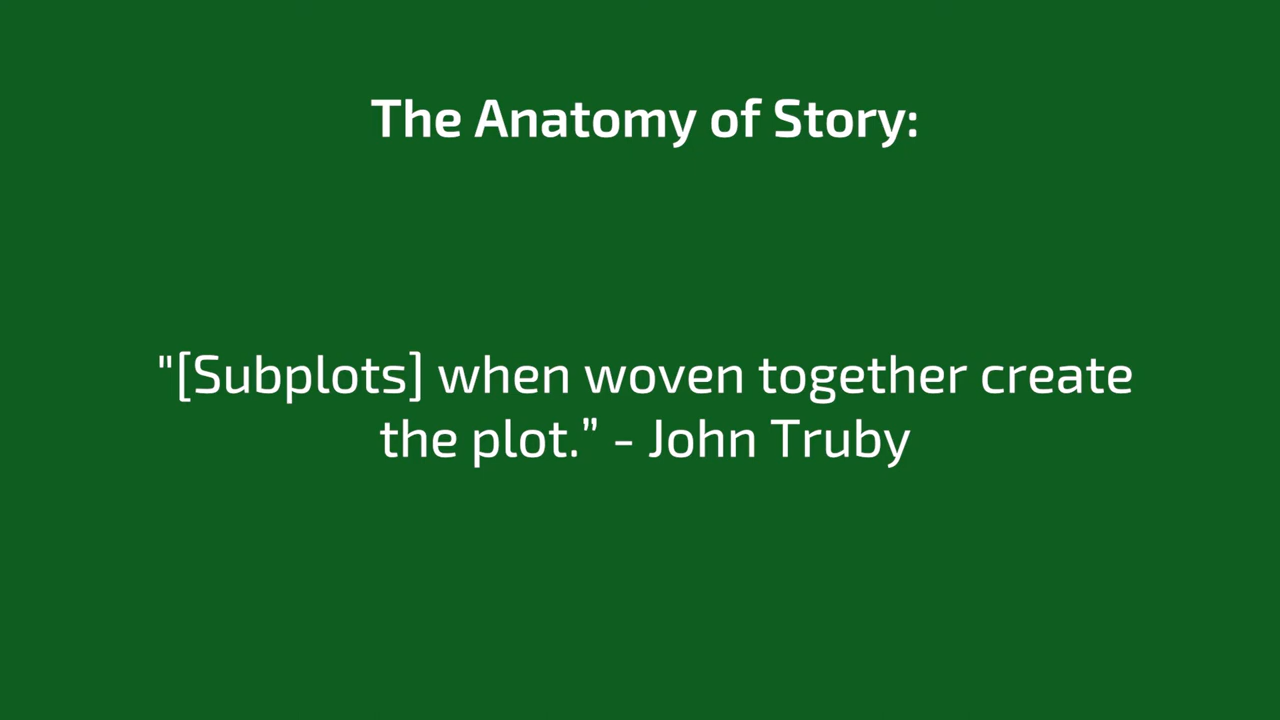 The Anatomy of Story:
"[Subplots] when woven together create
the plot.” - John Truby